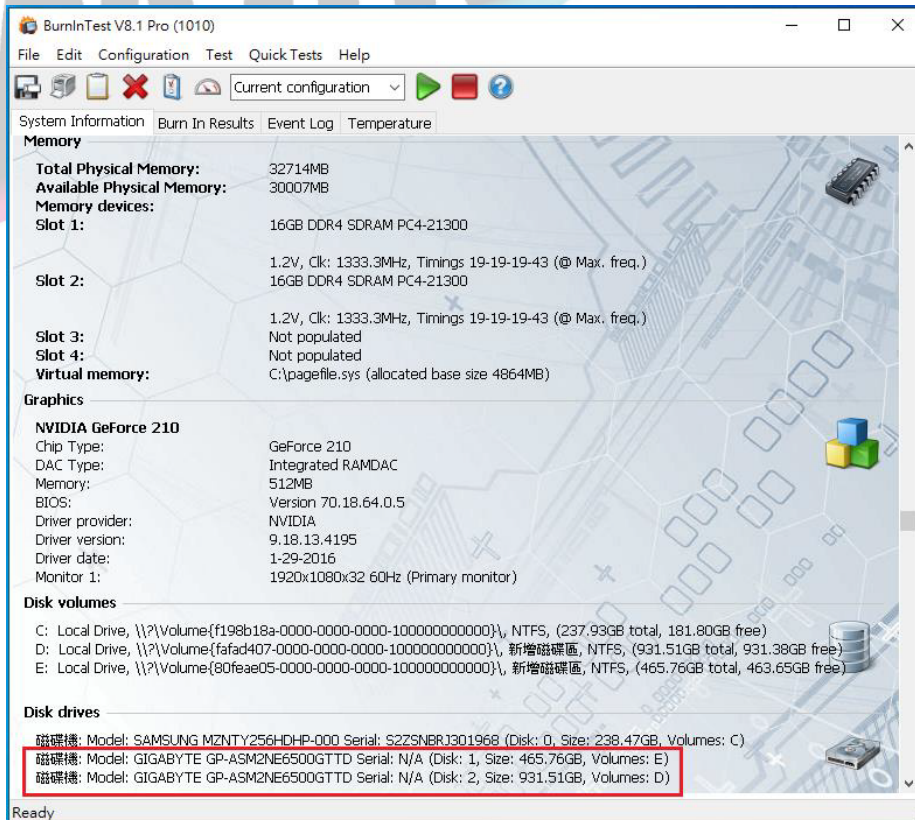 BurnInTest V8.1 Pro (1010)
File Edit Configuration Test Quick Tests Help
Current configuration
System Information Burn In Results Event Log Temperature
Memory
Total Physical Memory: 32714MB
Available Physical Memory: 30007MB
Memory devices:
Slot 1: 16GB DDR4 SDRAM PC4-21300
1.2V, Clk: 1333.3MHz, Timings 19-19-19-43 (@ Max. freq.)
Slot 2: 16GB DDR4 SDRAM PC4-21300
1.2V, Clk: 1333.3MHz, Timings 19-19-19-43 (@ Max. freq.)
Slot 3: Not populated
Slot 4: Not populated
Virtual memory: C:\pagefile.sys (allocated base size 4864MB)
Graphics
NVIDIA GeForce 210
Chip Type: GeForce 210
DAC Type: Integrated RAMDAC
Memory: 512MB
BIOS: Version 70.18.64.0.5
Driver provider: NVIDIA
Driver version: 9.18.13.4195
Driver date: 1-29-2016
Monitor 1: 1920x1080x32 60Hz (Primary monitor)
Disk volumes
C: Local Drive, \\?\Volume{f198b18a-0000-0000-0000-100000000000}\, NTFS, (237.93GB total, 181.80GB free)
D: Local Drive, \\?\Volume{fafad407-0000-0000-0000-100000000000}\, 新增磁碟區, NTFS, (931.51GB total, 931.38GB free)
E: Local Drive, \\?\Volume{80feae05-0000-0000-0000-100000000000}\, 新增磁碟區, NTFS, (465.76GB total, 463.65GB free)
Disk drives
磁碟機: Model: SAMSUNG MZNTY256HDHP-000 Serial: S2ZSNBRJ301968 (Disk: 0, Size: 238.47GB, Volumes: C)
磁碟機: Model: GIGABYTE GP-ASM2NE6500GTTD Serial: N/A (Disk: 1, Size: 465.76GB, Volumes: E)
磁碟機: Model: GIGABYTE GP-ASM2NE6500GTTD Serial: N/A (Disk: 2, Size: 931.51GB, Volumes: D)
Ready